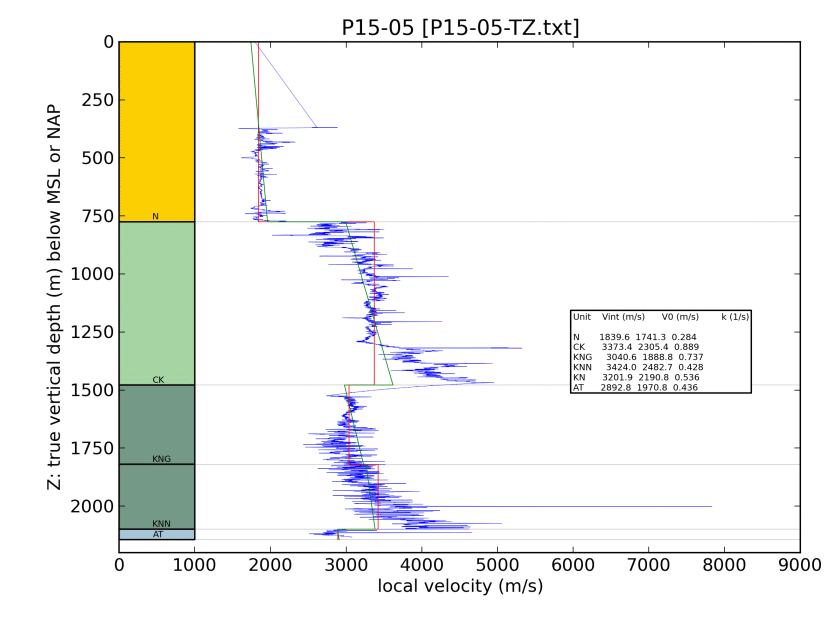 P15-05 [P15-05-TZ.txt]
Z: true vertical depth (m) below MSL or NAP
0
250
500
750
1000
1250
1500
1750
2000
N
CK
KNG
KNN
AT
Unit Vint (m/s) V0 (m/s) k (1/s)
N 1839.6 1741.3 0.284
CK 3373.4 2305.4 0.889
KNG 3040.6 1888.8 0.737
KNN 3424.0 2482.7 0.428
KN 3201.9 2190.8 0.536
AT 2892.8 1970.8 0.436
0 1000 2000 3000 4000 5000 6000 7000 8000 9000
local velocity (m/s)